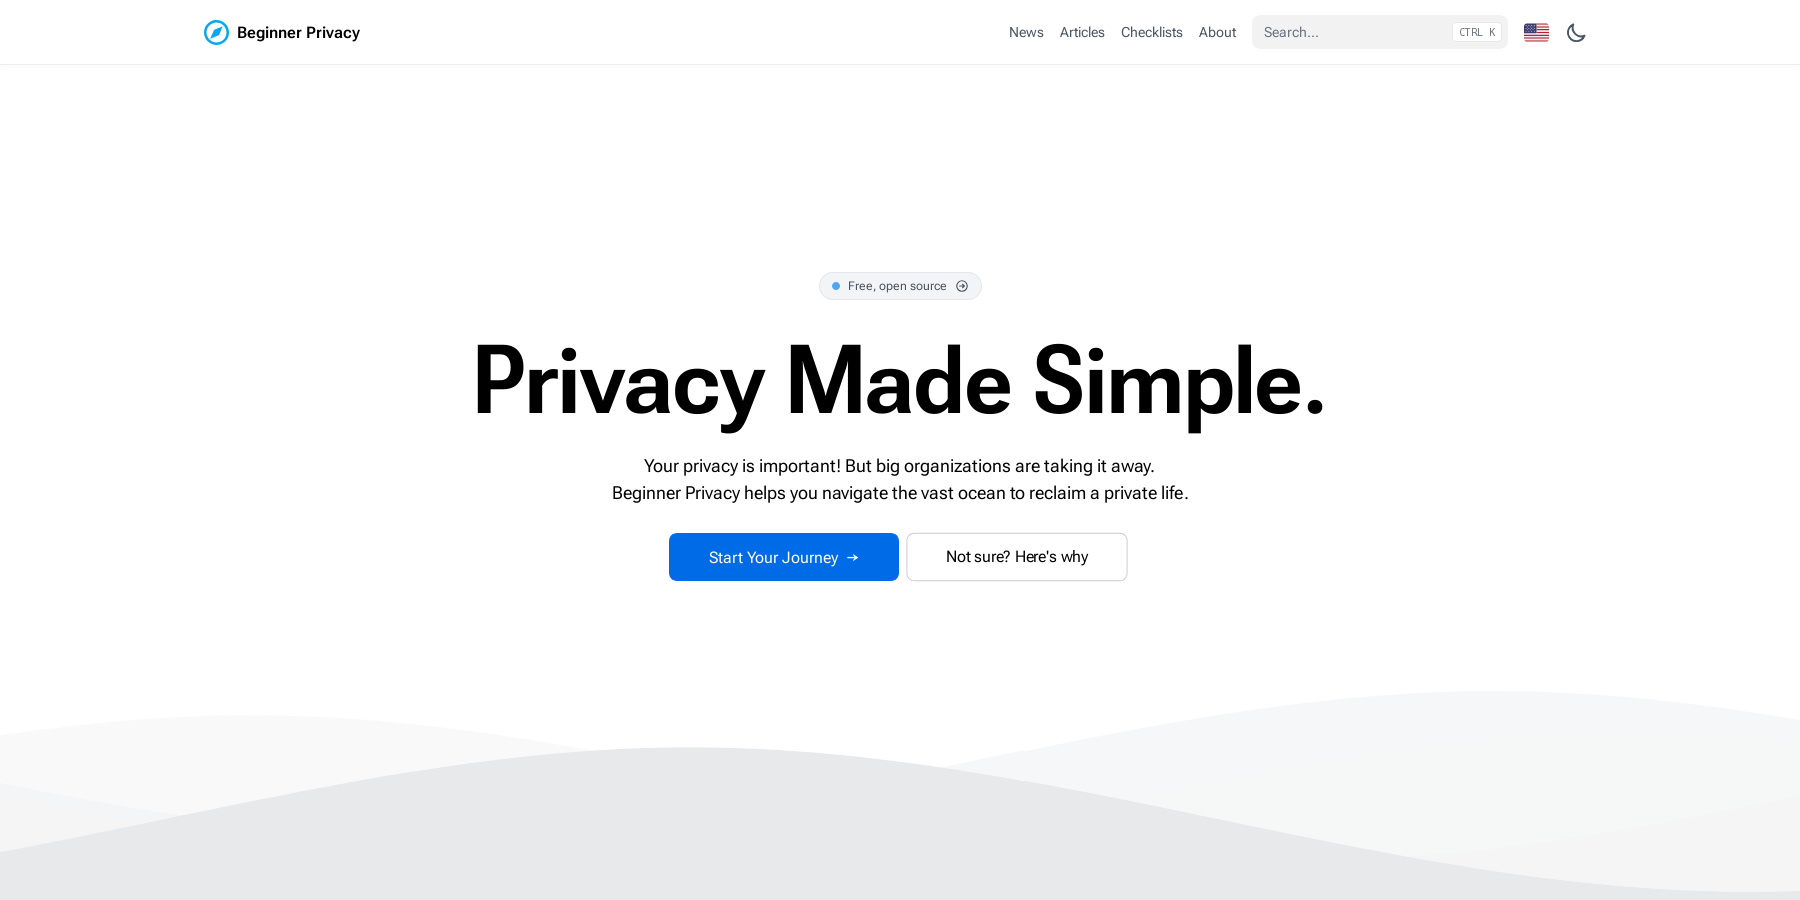 Beginner Privacy
News
Articles
Checklists
About
Search...
CTRL K
Free, open source
Privacy Made Simple.
Your privacy is important! But big organizations are taking it away.
Beginner Privacy helps you navigate the vast ocean to reclaim a private life.
Start Your Journey →
Not sure? Here's why